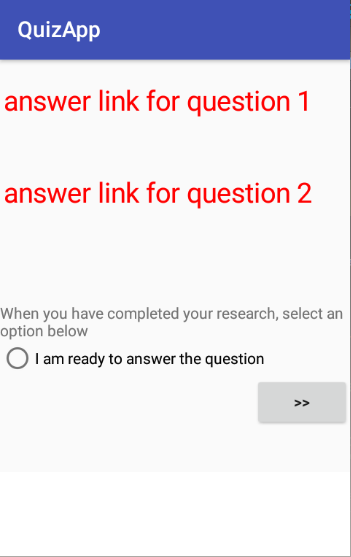 QuizApp
answer link for question 1
answer link for question 2
When you have completed your research, select an
option below
I am ready to answer the question
>>